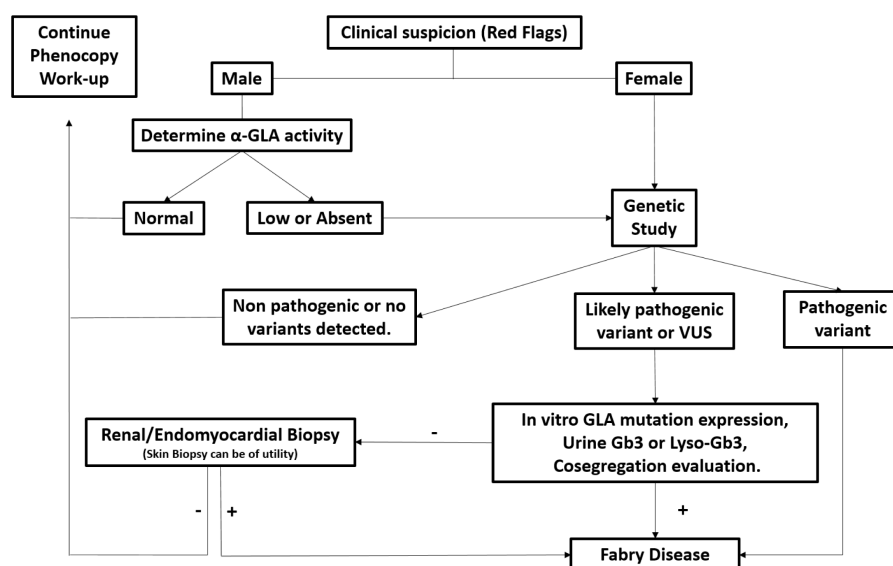 Continue
Phenocopy
Work-up
Clinical suspicion (Red Flags)
Male
Female
Determine α-GLA activity
Normal
Low or Absent
Genetic
Study
Non pathogenic or no
variants detected.
Likely pathogenic
variant or VUS
Pathogenic
variant
Renal/Endomyocardial Biopsy
(Skin Biopsy can be of utility)
-
In vitro GLA mutation expression,
Urine Gb3 or Lyso-Gb3,
Cosegregation evaluation.
-
+
+
Fabry Disease